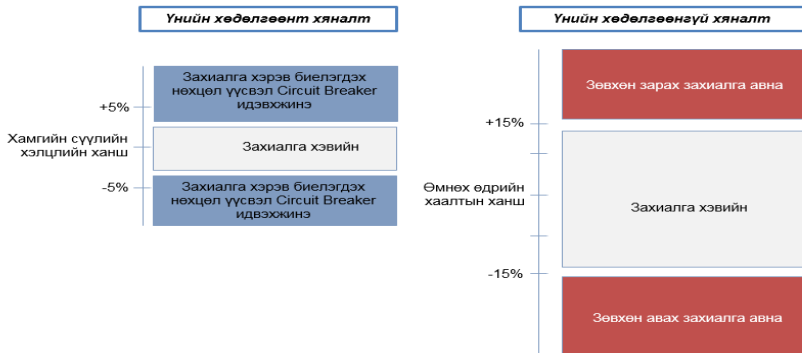 Үнийн хөдөлгөөнт хяналт
Захиалга хэрэв биелэгдэх
нөхцөл үүсвэл Circuit Breaker
идэвхжинэ
+5%
Хамгийн сүүлийн
хэлцлийн ханш
Захиалга хэвийн
-5%
Захиалга хэрэв биелэгдэх
нөхцөл үүсвэл Circuit Breaker
идвэхжинэ
Үнийн хөдөлгөөнгүй хяналт
Зөвхөн зарах захиалга авна
+15%
Өмнөх өдрийн
хаалтын ханш
Захиалга хэвийн
-15%
Зөвхөн авах захиалга авна